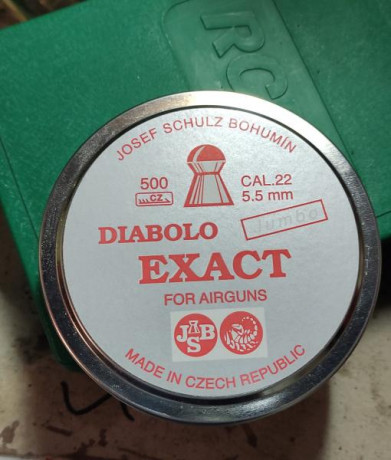 RC
JOSEF SCHULZ BOHUMÍN
500
CZ
CAL.22
5.5 mm
Jumbo
DIABOLO
EXACT
FOR AIRGUNS
JSB
MADE IN CZECH REPUBLIC